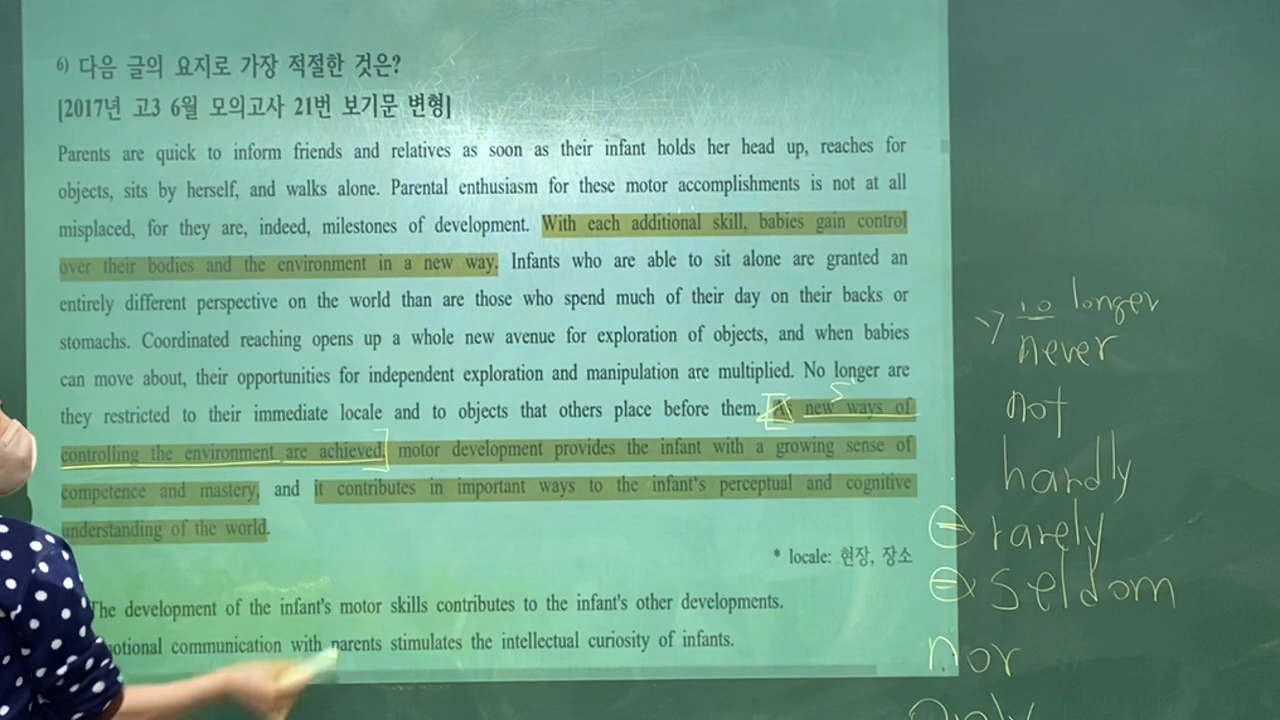 6) 다음 글의 요지로 가장 적절한 것은?
[2017년 고3 6월 모의고사 21번 보기문 변형]
Parents are quick to inform friends and relatives as soon as their infant holds her head up, reaches for
objects, sits by herself, and walks alone. Parental enthusiasm for these motor accomplishments is not at all
misplaced, for they are, indeed, milestones of development. With each additional skill, babies gain control
over their bodies and the environment in a new way. Infants who are able to sit alone are granted an
entirely different perspective on the world than are those who spend much of their day on their backs or
stomachs. Coordinated reaching opens up a whole new avenue for exploration of objects, and when babies
can move about, their opportunities for independent exploration and manipulation are multiplied. No longer are
they restricted to their immediate locale and to objects that others place before them. As new ways of
controlling the environment are achieved, motor development provides the infant with a growing sense of
competence and mastery, and it contributes in important ways to the infant's perceptual and cognitive
understanding of the world.
* locale: 현장, 장소
The development of the infant's motor skills contributes to the infant's other developments.
communication with parents stimulates the intellectual curiosity of infants.
S
no longer
never
not
hardly
rarely
seldom
nor
only